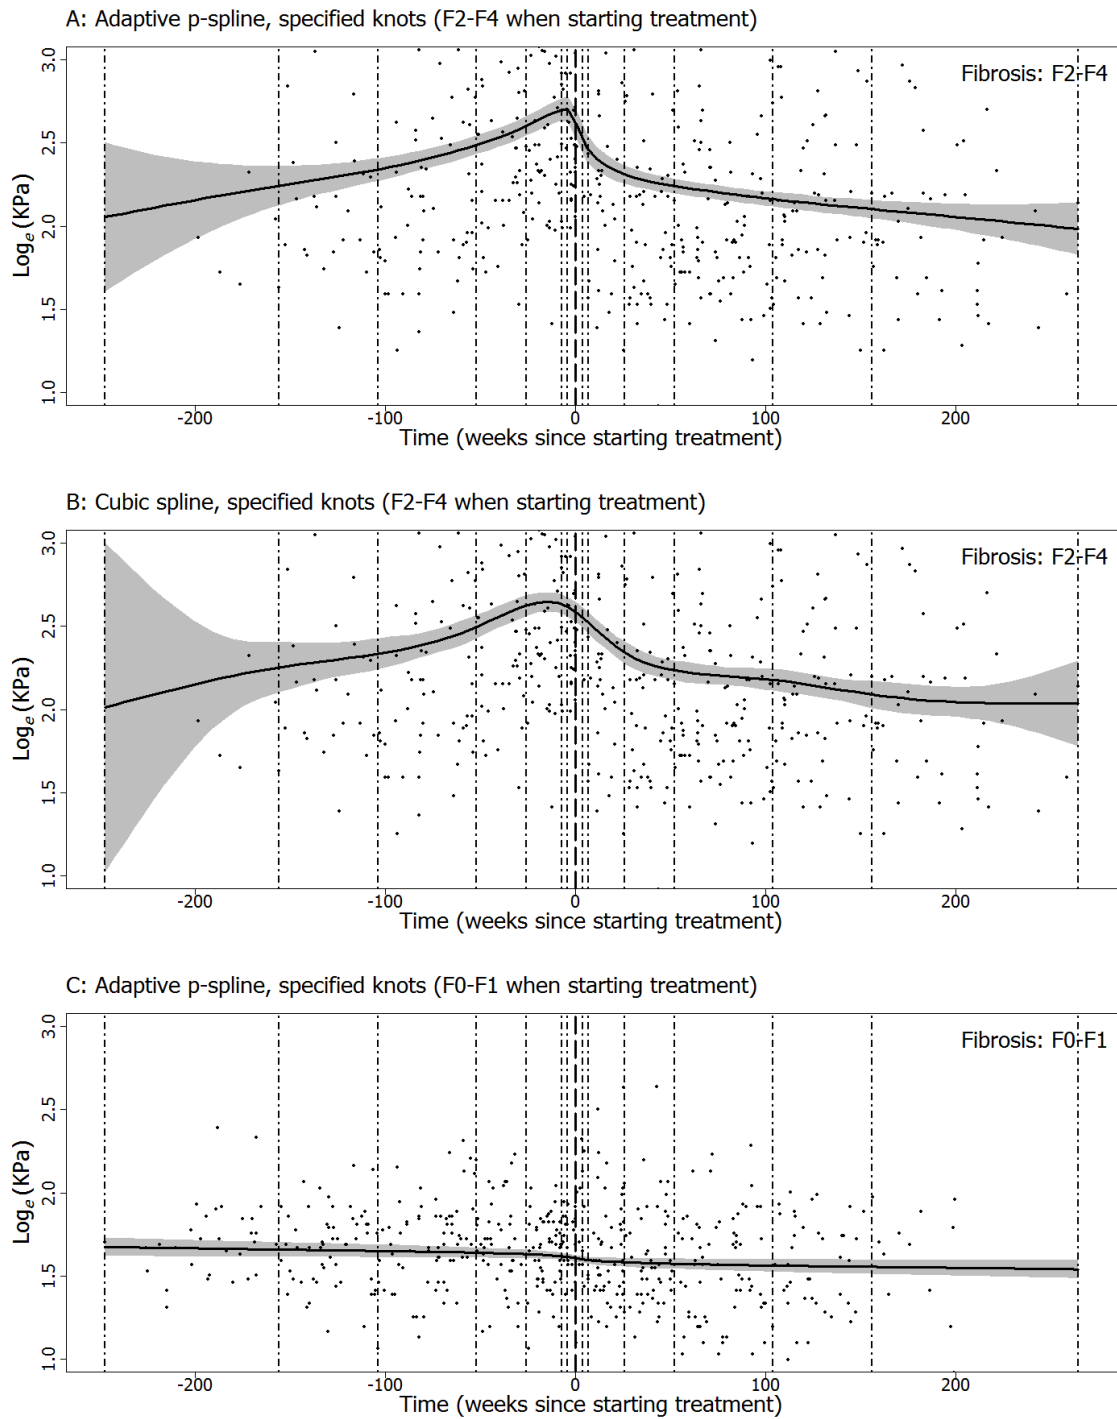 A: Adaptive p-spline, specified knots (F2-F4 when starting treatment)
Fibrosis: F2-F4
Logₑ (KPa)
3.0
2.5
2.0
1.5
1.0
-200 -100 0 100 200
Time (weeks since starting treatment)
B: Cubic spline, specified knots (F2-F4 when starting treatment)
Fibrosis: F2-F4
Logₑ (KPa)
3.0
2.5
2.0
1.5
1.0
-200 -100 0 100 200
Time (weeks since starting treatment)
C: Adaptive p-spline, specified knots (F0-F1 when starting treatment)
Fibrosis: F0-F1
Logₑ (KPa)
3.0
2.5
2.0
1.5
1.0
-200 -100 0 100 200
Time (weeks since starting treatment)